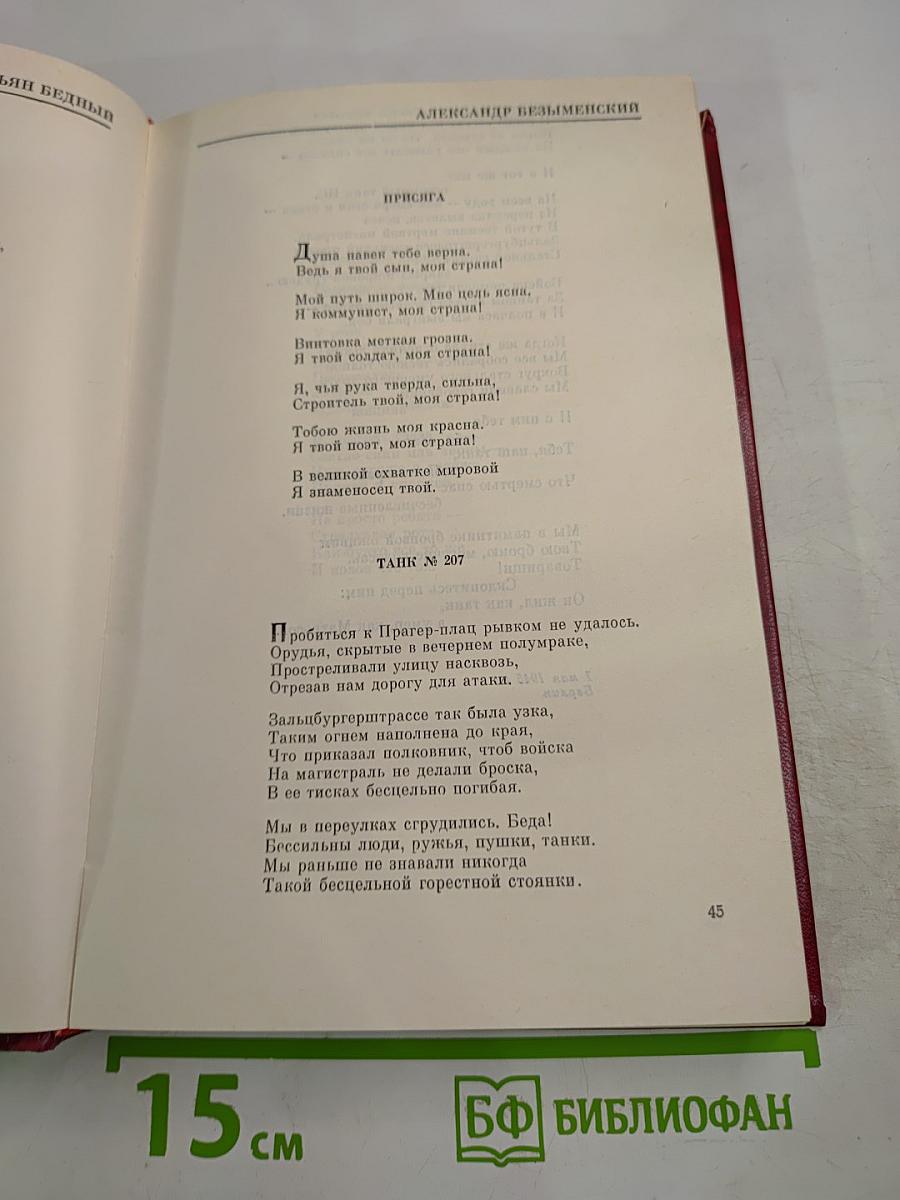 ЬЯН БЕДНЫЙ
АЛЕКСАНДР БЕЗЫМЕНСКИЙ
ПРИСЯГА
Душа навек тебе верна.
Ведь я твой сын, моя страна!
Мой путь широк. Мне цель ясна.
Я коммунист, моя страна!
Винтовка меткая грозна.
Я твой солдат, моя страна!
Я, чья рука тверда, сильна,
Строитель твой, моя страна!
Тобою жизнь моя красна.
Я твой поэт, моя страна!
В великой схватке мировой
Я знаменосец твой.
ТАНК № 207
Пробиться к Прагер-плац рывком не удалось.
Орудья, скрытые в вечернем полумраке,
Простреливали улицу насквозь,
Отрезав нам дорогу для атаки.
Зальцбургерштрассе так была узка,
Таким огнем наполнена до края,
Что приказал полковник, чтоб войска
На магистраль не делали броска,
В ее тисках бесцельно погибая.
Мы в переулках сгрудились. Беда!
Бессильны люди, ружья, пушки, танки.
Мы раньше не знавали никогда
Такой бесцельной горестной стоянки.
45
15 см
БФ БИБЛИОФАН